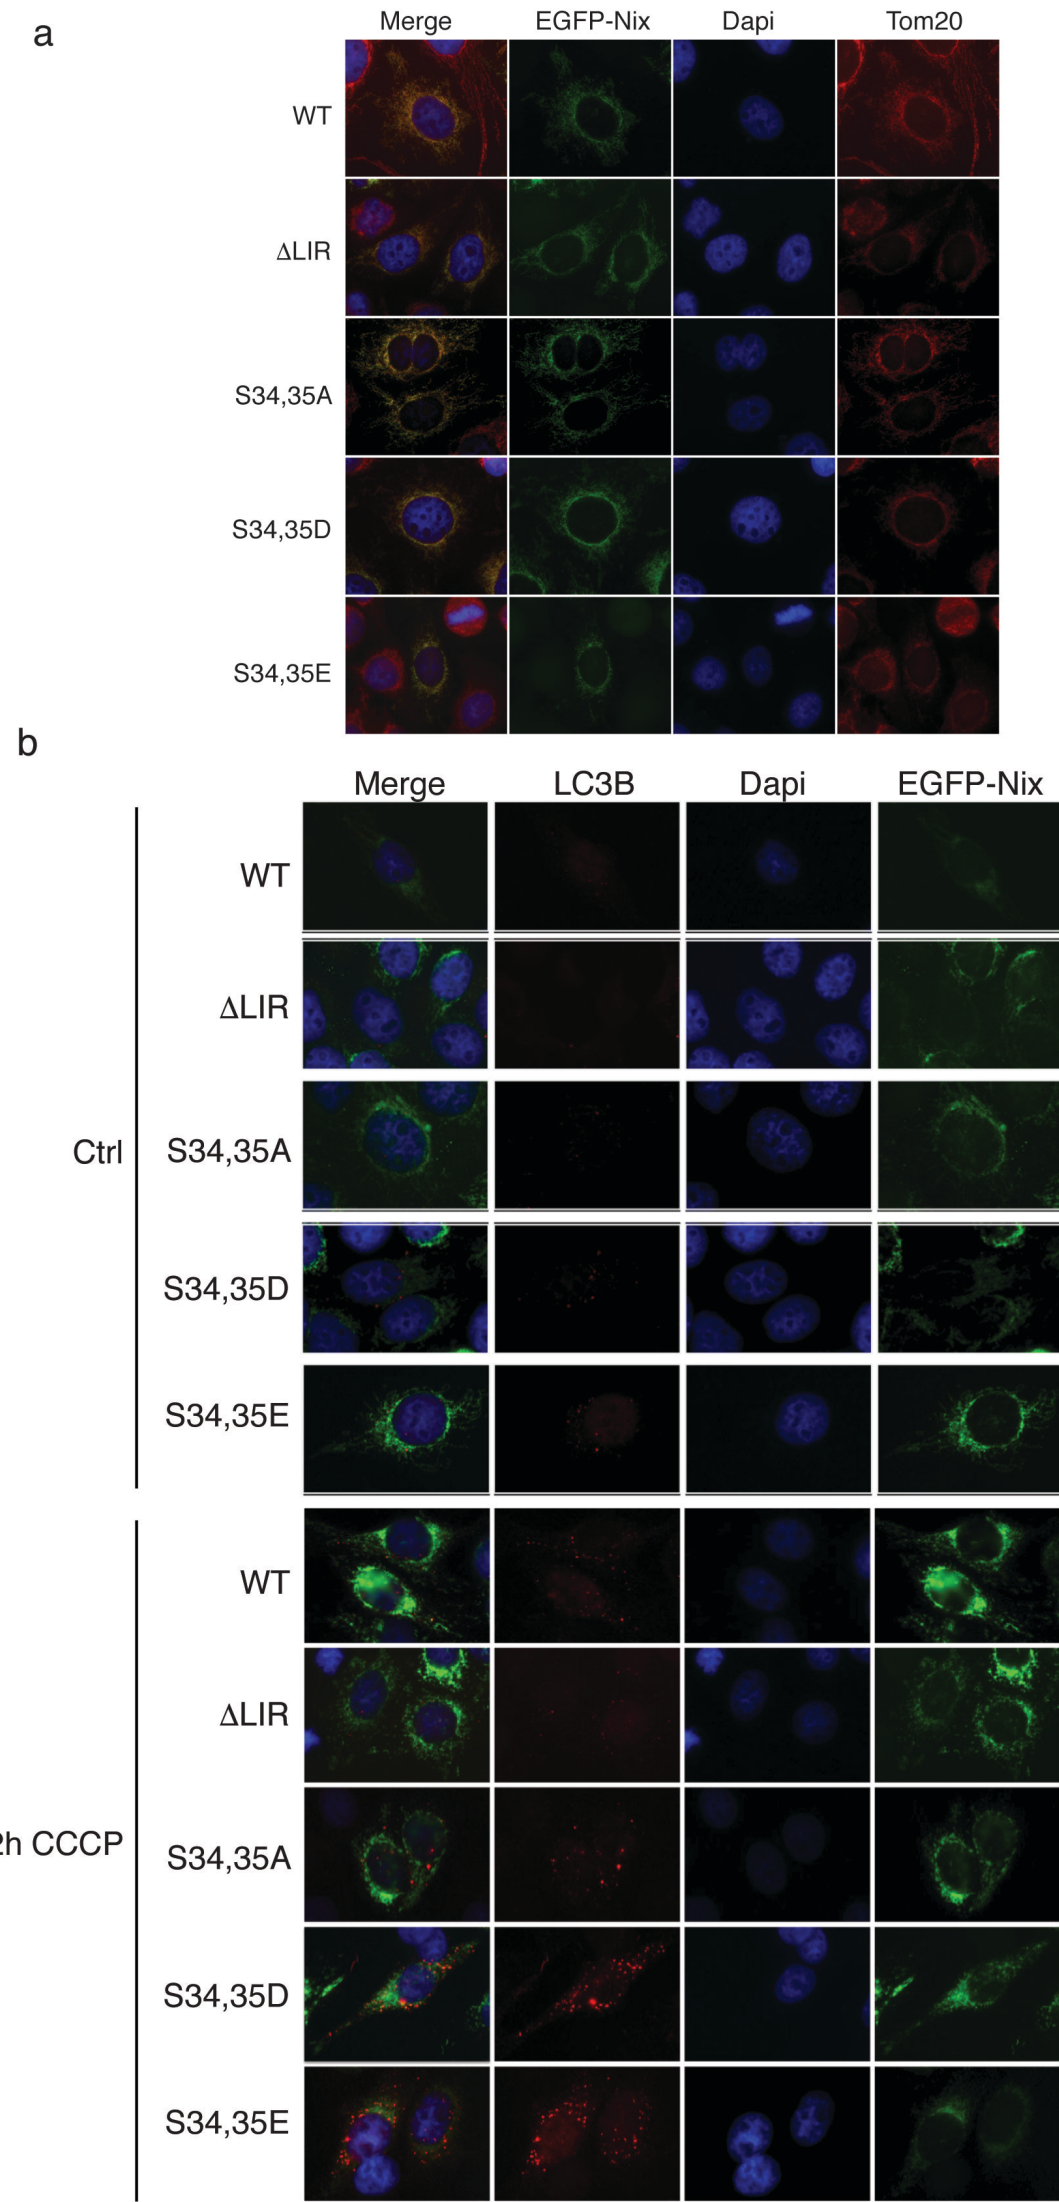 a
Merge EGFP-Nix Dapi Tom20
WT
ΔLIR
S34,35A
S34,35D
S34,35E
b
Merge LC3B Dapi EGFP-Nix
Ctrl
WT
ΔLIR
S34,35A
S34,35D
S34,35E
2h CCCP
WT
ΔLIR
S34,35A
S34,35D
S34,35E